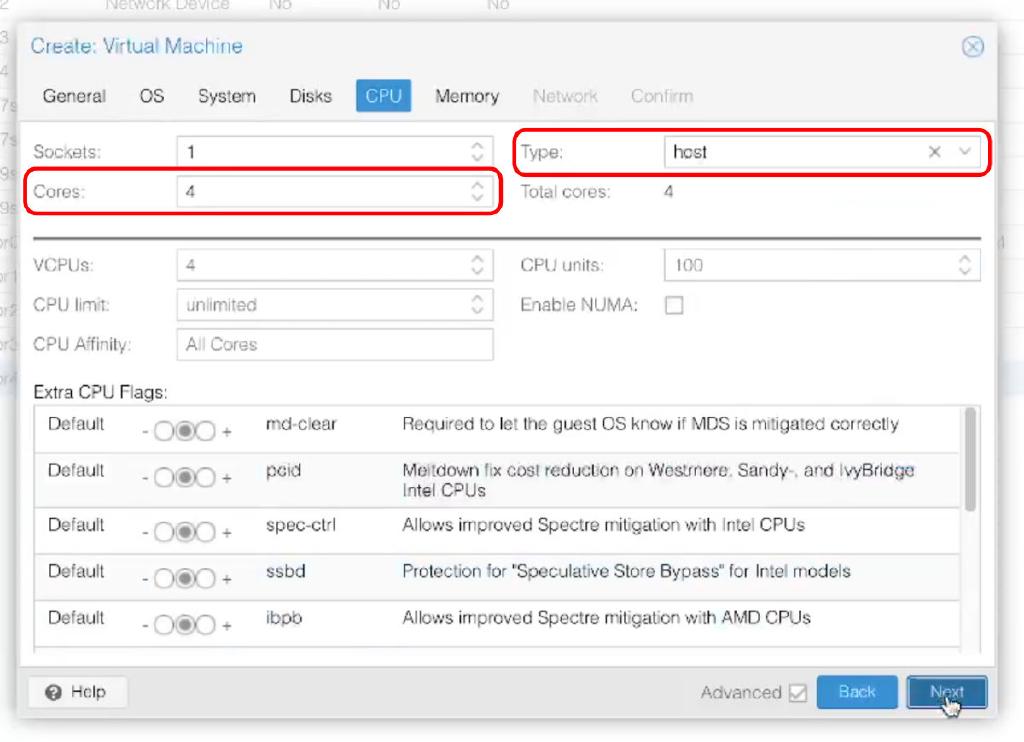 Network Device No No No
Create: Virtual Machine
General OS System Disks CPU Memory Network Confirm
Sockets: 1 Type: host
Cores: 4 Total cores: 4
VCPUs: 4 CPU units: 100
CPU limit: unlimited Enable NUMA:
CPU Affinity: All Cores
Extra CPU Flags:
Default - + md-clear Required to let the guest OS know if MDS is mitigated correctly
Default - + pcid Meltdown fix cost reduction on Westmere, Sandy-, and IvyBridge
Intel CPUs
Default - + spec-ctrl Allows improved Spectre mitigation with Intel CPUs
Default - + ssbd Protection for "Speculative Store Bypass" for Intel models
Default - + ibpb Allows improved Spectre mitigation with AMD CPUs
Help Advanced Back Next